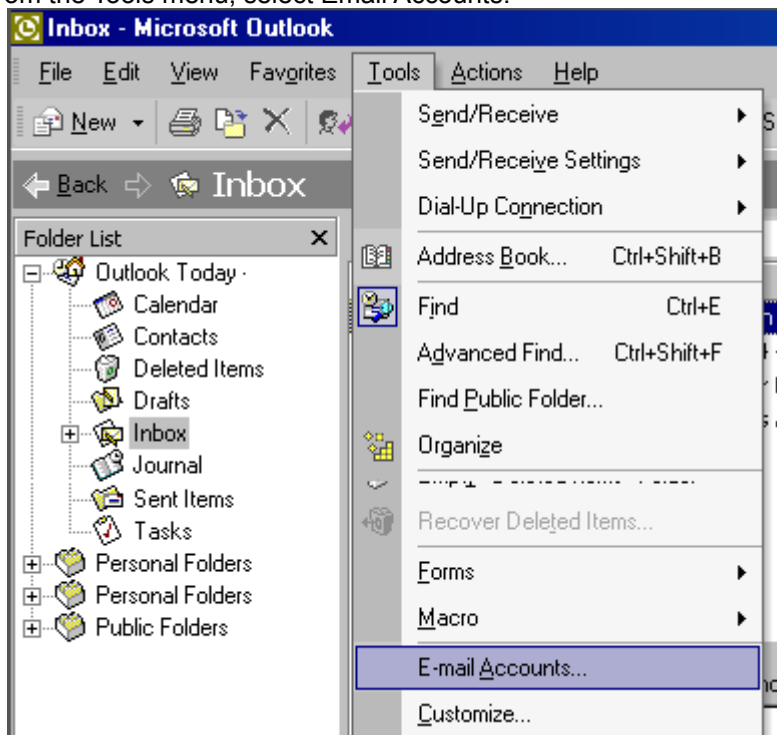 om the Tools menu, select Email Accounts.
Inbox - Microsoft Outlook
File Edit View Favorites Tools Actions Help
New
Back Inbox
Folder List
Outlook Today -
Calendar
Contacts
Deleted Items
Drafts
Inbox
Journal
Sent Items
Tasks
Personal Folders
Personal Folders
Public Folders
Send/Receive
Send/Receive Settings
Dial-Up Connection
Address Book... Ctrl+Shift+B
Find Ctrl+E
Advanced Find... Ctrl+Shift+F
Find Public Folder...
Organize
Recover Deleted Items...
Forms
Macro
E-mail Accounts...
Customize...